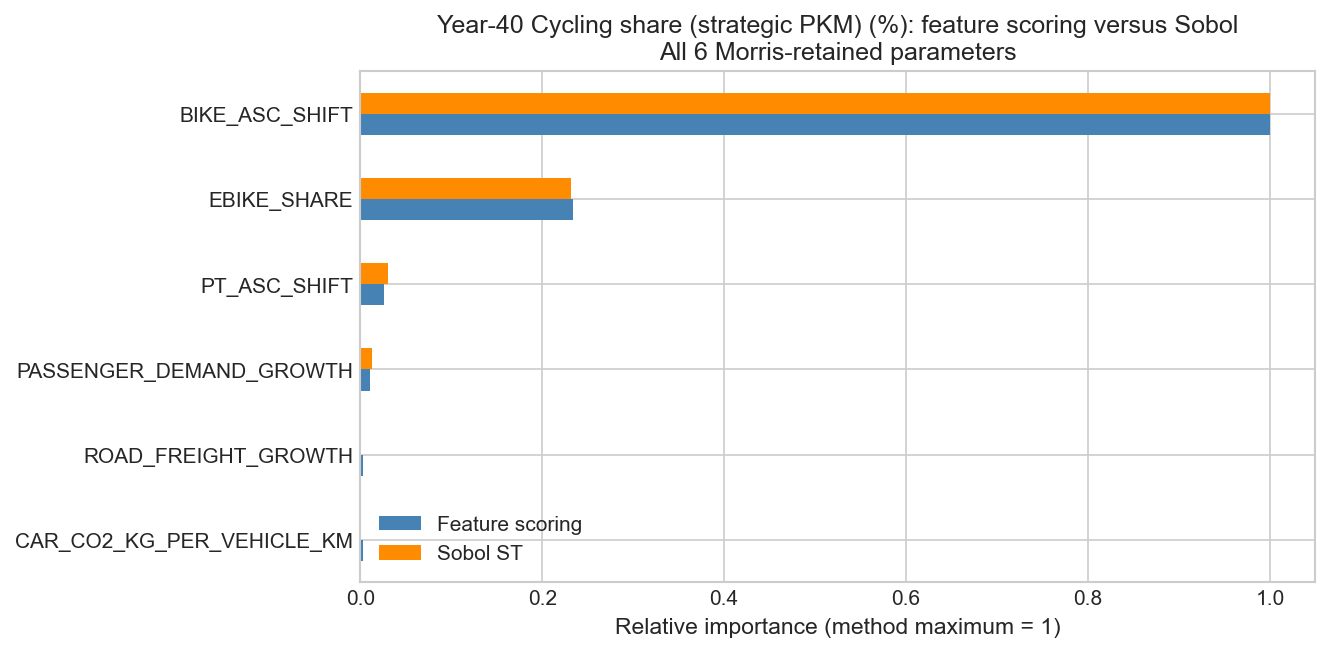 Year-40 Cycling share (strategic PKM) (%): feature scoring versus Sobol
All 6 Morris-retained parameters
BIKE_ASC_SHIFT
EBIKE_SHARE
PT_ASC_SHIFT
PASSENGER_DEMAND_GROWTH
ROAD_FREIGHT_GROWTH
CAR_CO2_KG_PER_VEHICLE_KM
Feature scoring
Sobol ST
0.0 0.2 0.4 0.6 0.8 1.0
Relative importance (method maximum = 1)